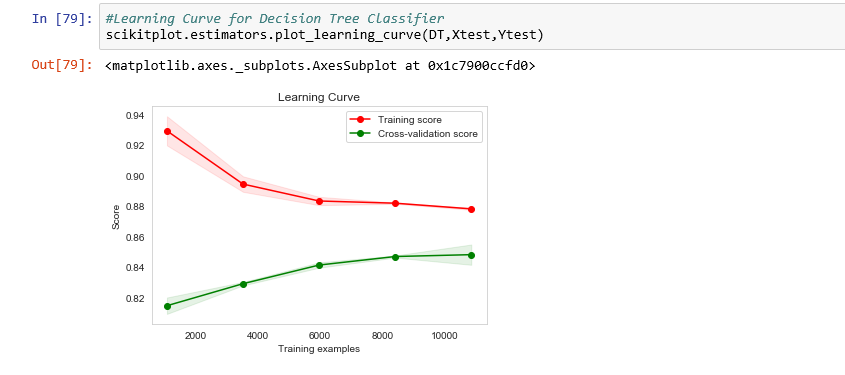 In [79]: #Learning Curve for Decision Tree Classifier
scikitplot.estimators.plot_learning_curve(DT,Xtest,Ytest)
Out[79]: <matplotlib.axes._subplots.AxesSubplot at 0x1c7900ccfd0>
Learning Curve
Training score
Cross-validation score
0.94
0.92
0.90
0.88
0.86
0.84
0.82
Score
2000 4000 6000 8000 10000
Training examples